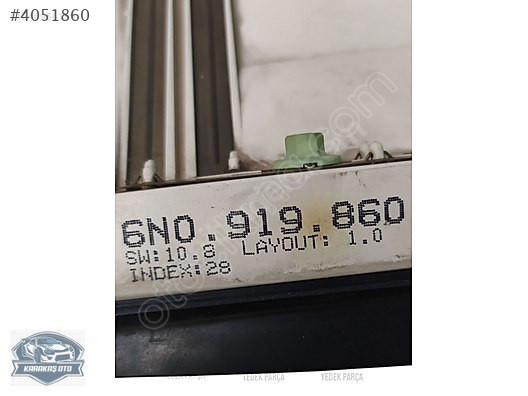 #4051860
6N0.919.860
SW:10.8 LAYOUT: 1.0
INDEX:28
KARAKAŞ OTO
YEDEK PARÇA YEDEK PARÇA